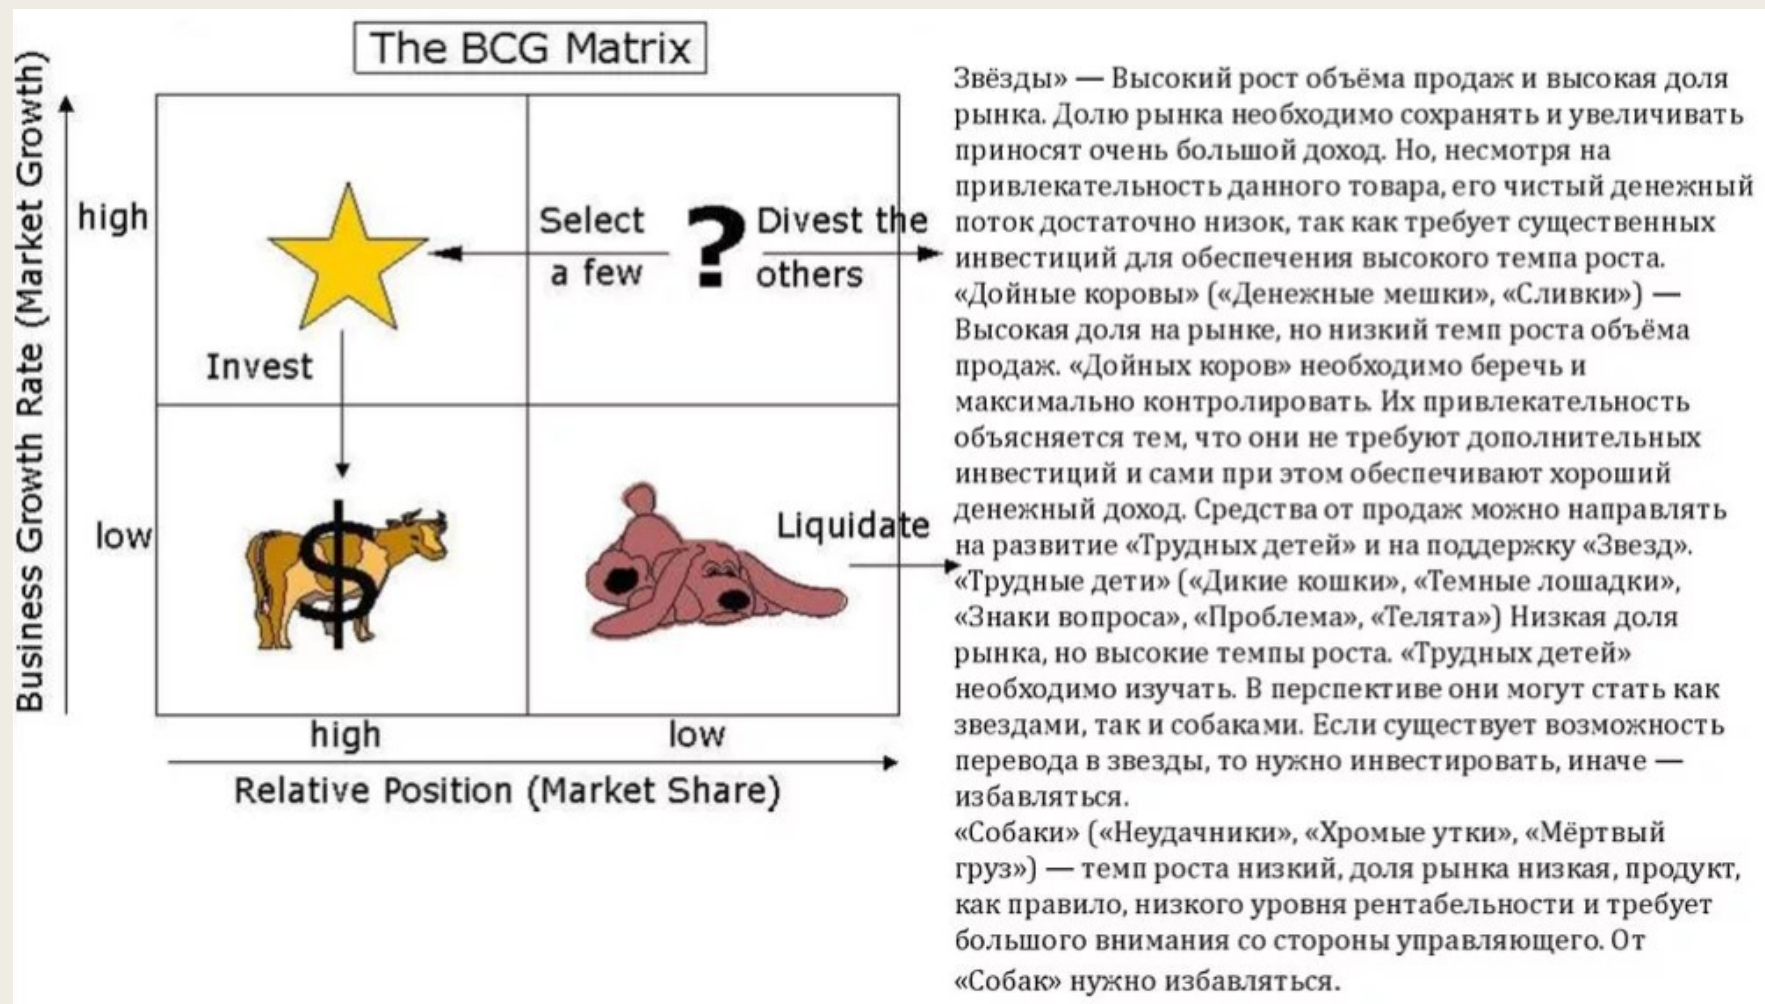 The BCG Matrix
Business Growth Rate (Market Growth)
high
Select
a few
?
Divest the
others
Invest
low
$
Liquidate
high
low
Relative Position (Market Share)
Звёзды» — Высокий рост объёма продаж и высокая доля
рынка. Долю рынка необходимо сохранять и увеличивать
приносят очень большой доход. Но, несмотря на
привлекательность данного товара, его чистый денежный
поток достаточно низок, так как требует существенных
инвестиций для обеспечения высокого темпа роста.
«Дойные коровы» («Денежные мешки», «Сливки») —
Высокая доля на рынке, но низкий темп роста объёма
продаж. «Дойных коров» необходимо беречь и
максимально контролировать. Их привлекательность
объясняется тем, что они не требуют дополнительных
инвестиций и сами при этом обеспечивают хороший
денежный доход. Средства от продаж можно направлять
на развитие «Трудных детей» и на поддержку «Звезд».
«Трудные дети» («Дикие кошки», «Темные лошадки»,
«Знаки вопроса», «Проблема», «Телята») Низкая доля
рынка, но высокие темпы роста. «Трудных детей»
необходимо изучать. В перспективе они могут стать как
звездами, так и собаками. Если существует возможность
перевода в звезды, то нужно инвестировать, иначе —
избавляться.
«Собаки» («Неудачники», «Хромые утки», «Мёртвый
груз») — темп роста низкий, доля рынка низкая, продукт,
как правило, низкого уровня рентабельности и требует
большого внимания со стороны управляющего. От
«Собак» нужно избавляться.